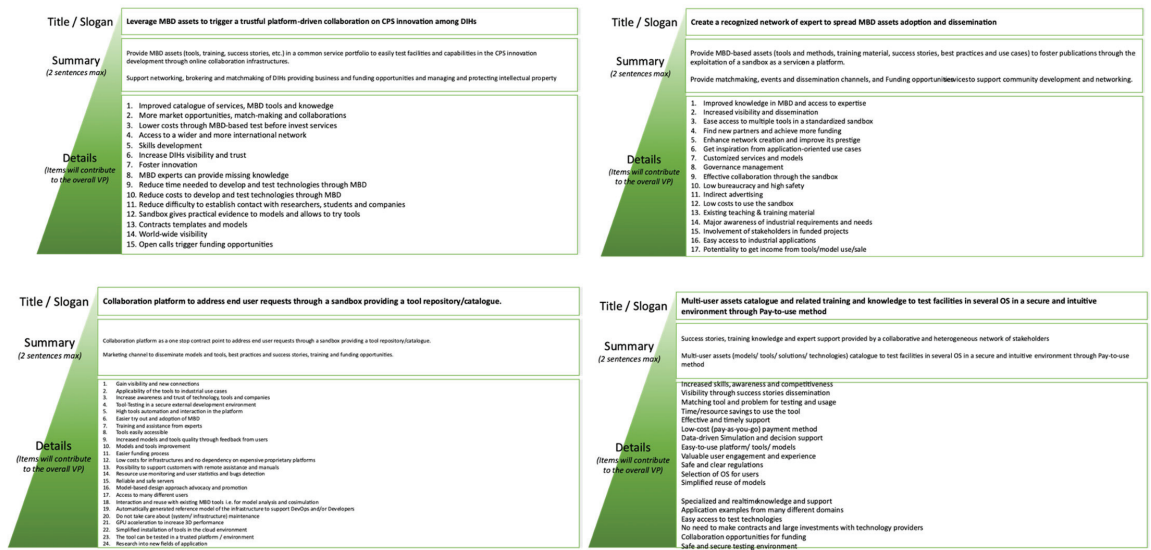 Title / Slogan
Leverage MBD assets to trigger a trustful platform-driven collaboration on CPS innovation among DIHs
Summary
(2 sentences max)
Provide MBD assets (tools, training, success stories, etc.) in a common service portfolio to easily test facilities and capabilities in the CPS innovation
development through online collaboration infrastructures.
Support networking, brokering and matchmaking of DIHs providing business and funding opportunities and managing and protecting intellectual property
Details
(Items will contribute
to the overall VP)
1. Improved catalogue of services, MBD tools and knowedge
2. More market opportunities, match-making and collaborations
3. Lower costs through MBD-based test before invest services
4. Access to a wider and more international network
5. Skills development
6. Increase DIHs visibility and trust
7. Foster innovation
8. MBD experts can provide missing knowledge
9. Reduce time needed to develop and test technologies through MBD
10. Reduce costs to develop and test technologies through MBD
11. Reduce difficulty to establish contact with researchers, students and companies
12. Sandbox gives practical evidence to models and allows to try tools
13. Contracts templates and models
14. World-wide visibility
15. Open calls trigger funding opportunities
Title / Slogan
Create a recognized network of expert to spread MBD assets adoption and dissemination
Summary
(2 sentences max)
Provide MBD-based assets (tools and methods, training material, success stories, best practices and use cases) to foster publications through the
exploitation of a sandbox as a service on a platform.
Provide matchmaking, events and dissemination channels, and Funding opportunities services to support community development and networking.
Details
(Items will contribute
to the overall VP)
1. Improved knowledge in MBD and access to expertise
2. Increased visibility and dissemination
3. Ease access to multiple tools in a standardized sandbox
4. Find new partners and achieve more funding
5. Enhance network creation and improve its prestige
6. Get inspiration from application-oriented use cases
7. Customized services and models
8. Governance management
9. Effective collaboration through the sandbox
10. Low bureaucracy and high safety
11. Indirect advertising
12. Low costs to use the sandbox
13. Existing teaching & training material
14. Major awareness of industrial requirements and needs
15. Involvement of stakeholders in funded projects
16. Easy access to industrial applications
17. Potentiality to get income from tools/model use/sale
Title / Slogan
Collaboration platform to address end user requests through a sandbox providing a tool repository/catalogue.
Summary
(2 sentences max)
Collaboration platform as a one stop contract point to address end user requests through a sandbox providing a tool repository/catalogue.
Marketing channel to disseminate models and tools, best practices and success stories, training and funding opportunities.
Details
(Items will contribute
to the overall VP)
1. Gain visibility and new connections
2. Applicability of the tools to industrial use cases
3. Increase awareness and trust of technology, tools and companies
4. Tool-Testing in a secure external development environment
5. High tools automation and interaction in the platform
6. Easier try out and adoption of MBD
7. Training and assistance from experts
8. Tools easily accessible
9. Increased models and tools quality through feedback from users
10. Models and tools improvement
11. Easier funding process
12. Low costs for infrastructures and no dependency on expensive proprietary platforms
13. Possibility to support customers with remote assistance and manuals
14. Resource use monitoring and user statistics and bugs detection
15. Reliable and safe servers
16. Model-based design approach advocacy and promotion
17. Access to many different users
18. Interaction and reuse with existing MBD tools i.e. for model analysis and cosimulation
19. Automatically generated reference model of the infrastructure to support DevOps and/or Developers
20. Do not take care about (system/ infrastructure) maintenance
21. GPU acceleration to increase 3D performance
22. Simplified installation of tools in the cloud environment
23. The tool can be tested in a trusted platform / environment
24. Research into new fields of application
Title / Slogan
Multi-user assets catalogue and related training and knowledge to test facilities in several OS in a secure and intuitive
environment through Pay-to-use method
Summary
(2 sentences max)
Success stories, training knowledge and expert support provided by a collaborative and heterogeneous network of stakeholders
Multi-user assets (models/ tools/ solutions/ technologies) catalogue to test facilities in several OS in a secure and intuitive environment through Pay-to-use
method
Details
(Items will contribute
to the overall VP)
Increased skills, awareness and competitiveness
Visibility through success stories dissemination
Matching tool and problem for testing and usage
Time/resource savings to use the tool
Effective and timely support
Low-cost (pay-as-you-go) payment method
Data-driven Simulation and decision support
Easy-to-use platform/ tools/ models
Valuable user engagement and experience
Safe and clear regulations
Selection of OS for users
Simplified reuse of models
Specialized and realtime knowledge and support
Application examples from many different domains
Easy access to test technologies
No need to make contracts and large investments with technology providers
Collaboration opportunities for funding
Safe and secure testing environment